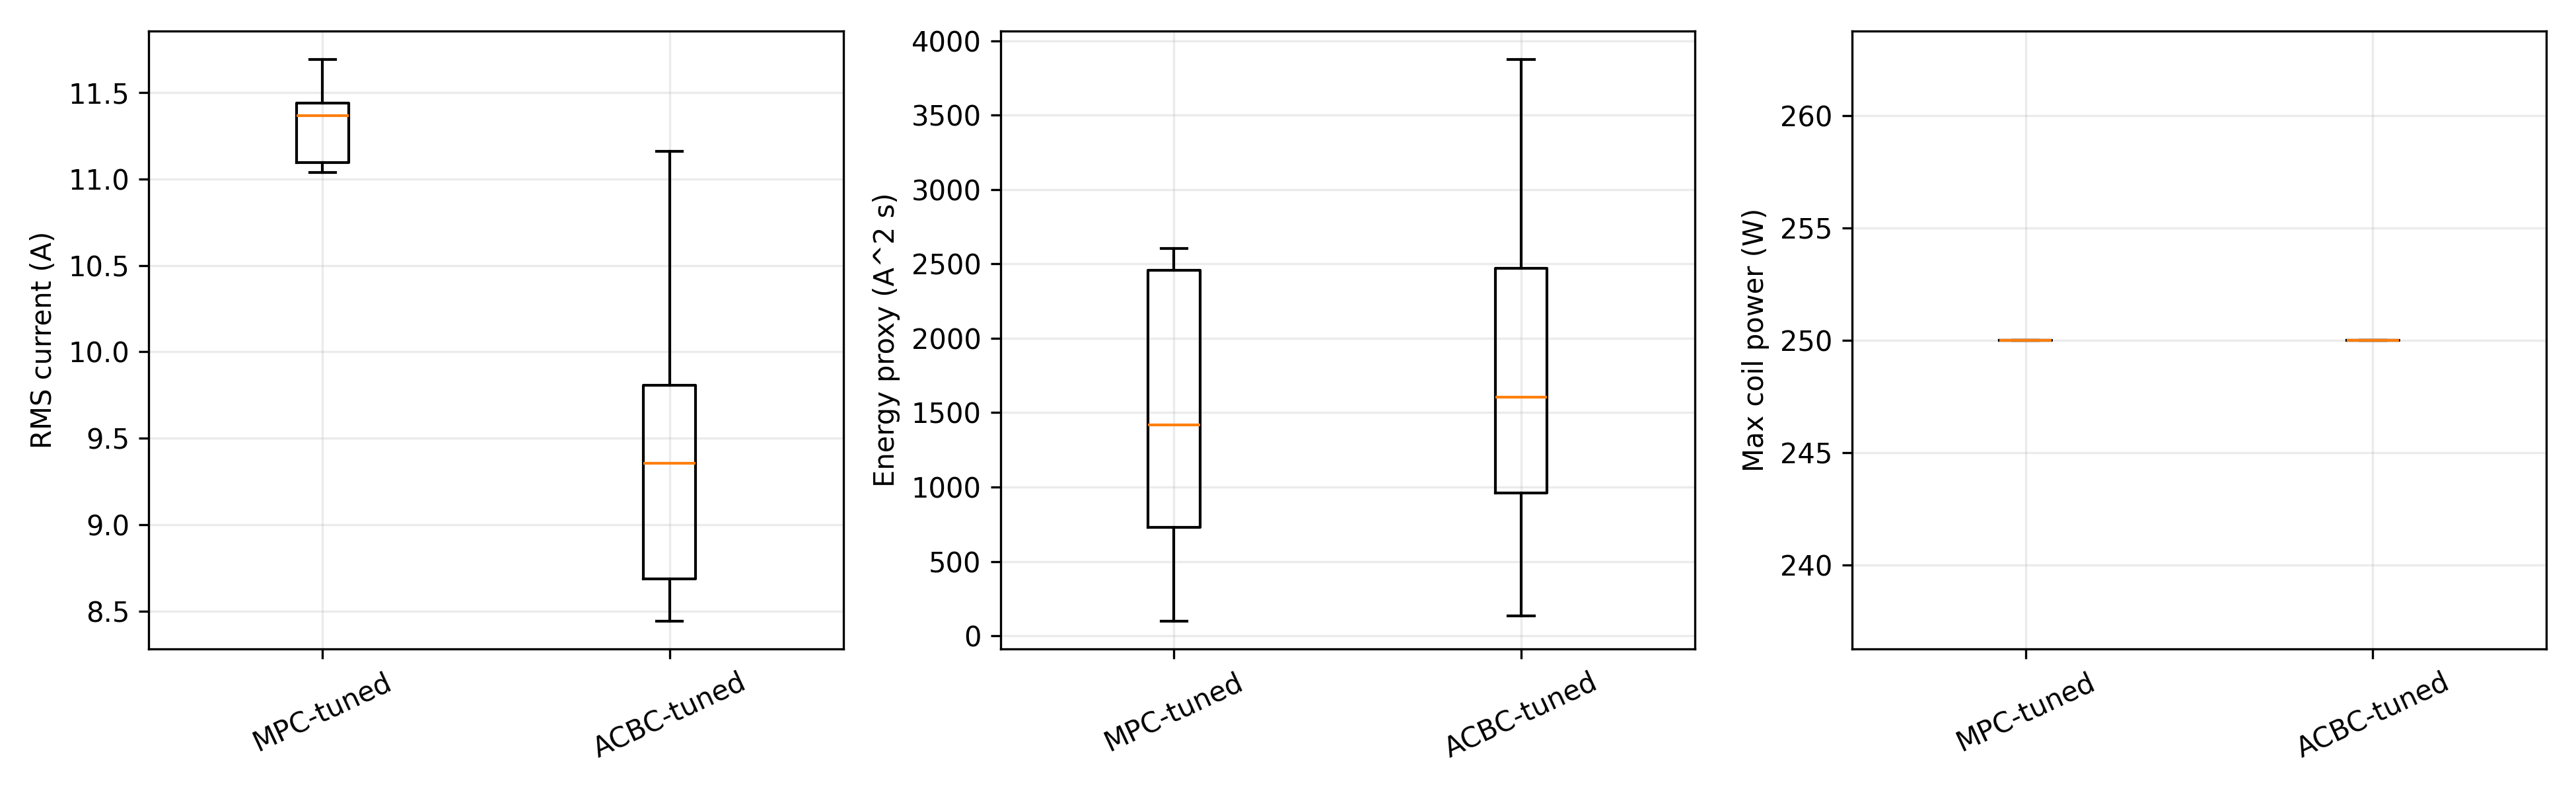 RMS current (A)
11.5
11.0
10.5
10.0
9.5
9.0
8.5
MPC-tuned
ACBC-tuned
Energy proxy (A^2 s)
4000
3500
3000
2500
2000
1500
1000
500
0
MPC-tuned
ACBC-tuned
Max coil power (W)
260
255
250
245
240
MPC-tuned
ACBC-tuned